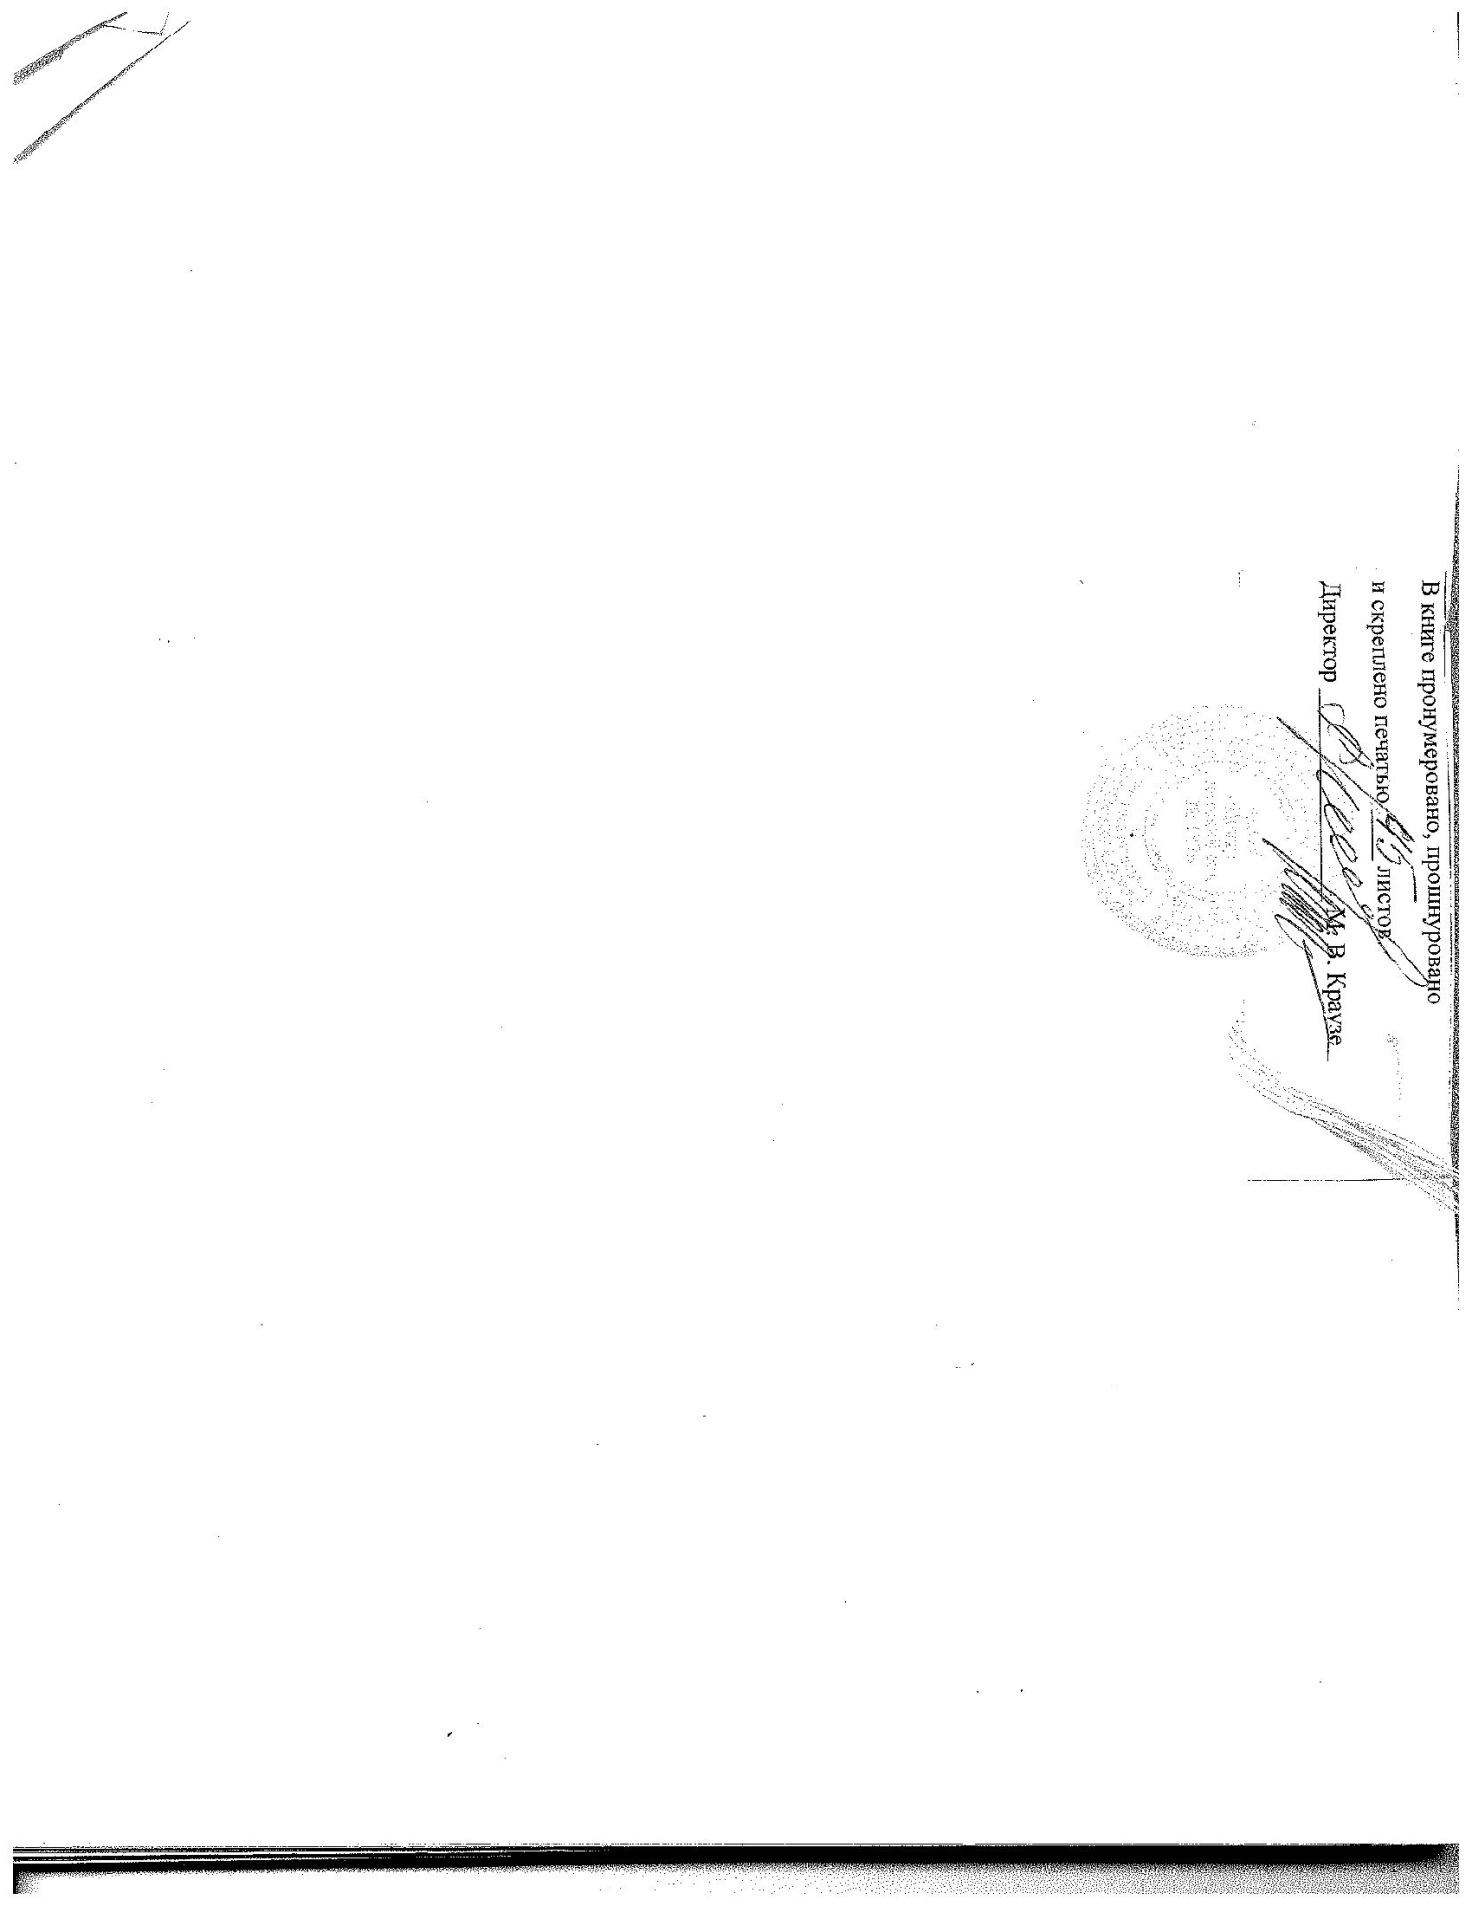 В книге пронумеровано, прошнуровано
и скреплено печатью 45 листов
Директор М. В. Краузе